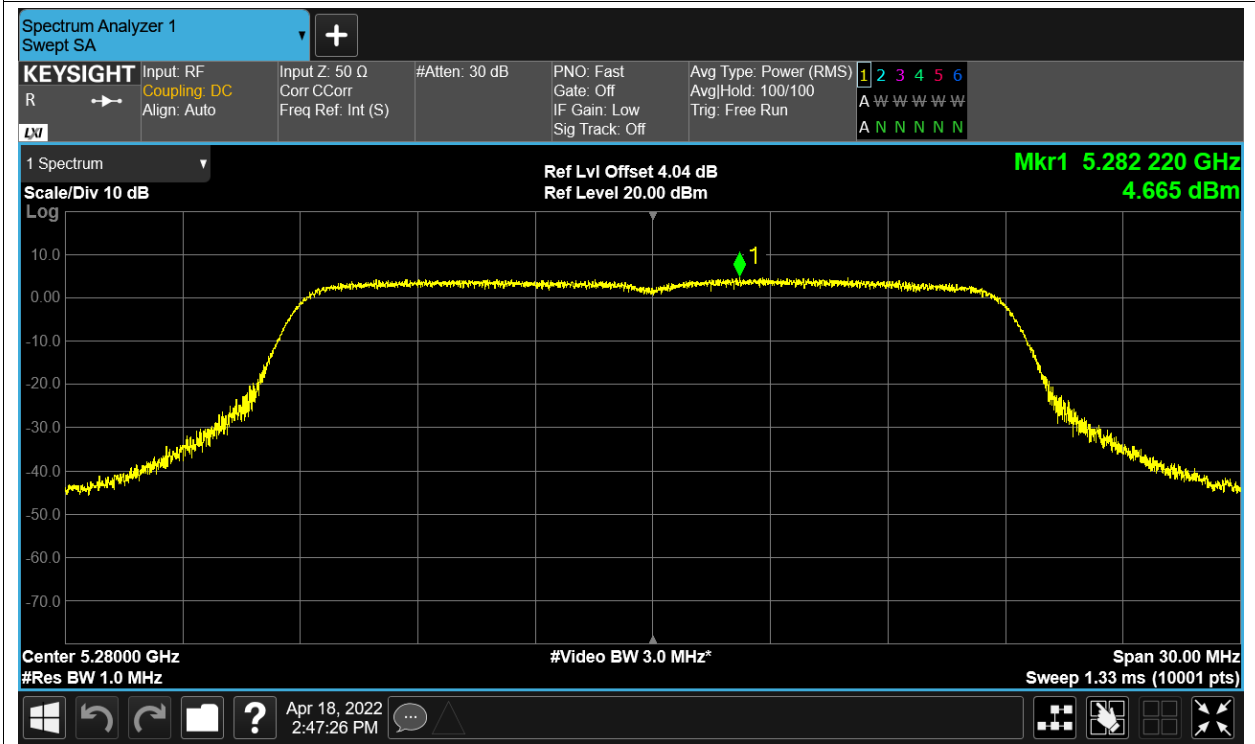 Spectrum Analyzer 1
Swept SA
KEYSIGHT
R
LXI
Input: RF
Coupling: DC
Align: Auto
Input Z: 50 Ω
Corr CCorr
Freq Ref: Int (S)
#Atten: 30 dB
PNO: Fast
Gate: Off
IF Gain: Low
Sig Track: Off
Avg Type: Power (RMS)
Avg|Hold: 100/100
Trig: Free Run
1 2 3 4 5 6
A W W W W W
A N N N N N
1 Spectrum
Scale/Div 10 dB
Log
Ref Lvl Offset 4.04 dB
Ref Level 20.00 dBm
Mkr1 5.282 220 GHz
4.665 dBm
1
10.0
0.00
-10.0
-20.0
-30.0
-40.0
-50.0
-60.0
-70.0
Center 5.28000 GHz
#Res BW 1.0 MHz
#Video BW 3.0 MHz*
Span 30.00 MHz
Sweep 1.33 ms (10001 pts)
?
Apr 18, 2022
2:47:26 PM